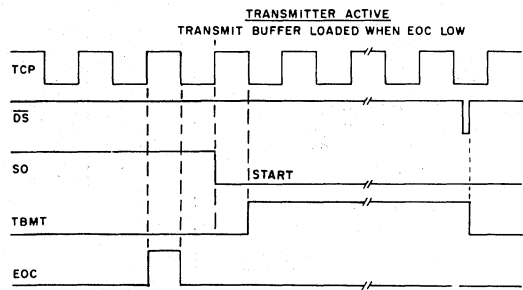 TRANSMITTER ACTIVE
TRANSMIT BUFFER LOADED WHEN EOC LOW
TCP
DS
SO
START
TBMT
EOC